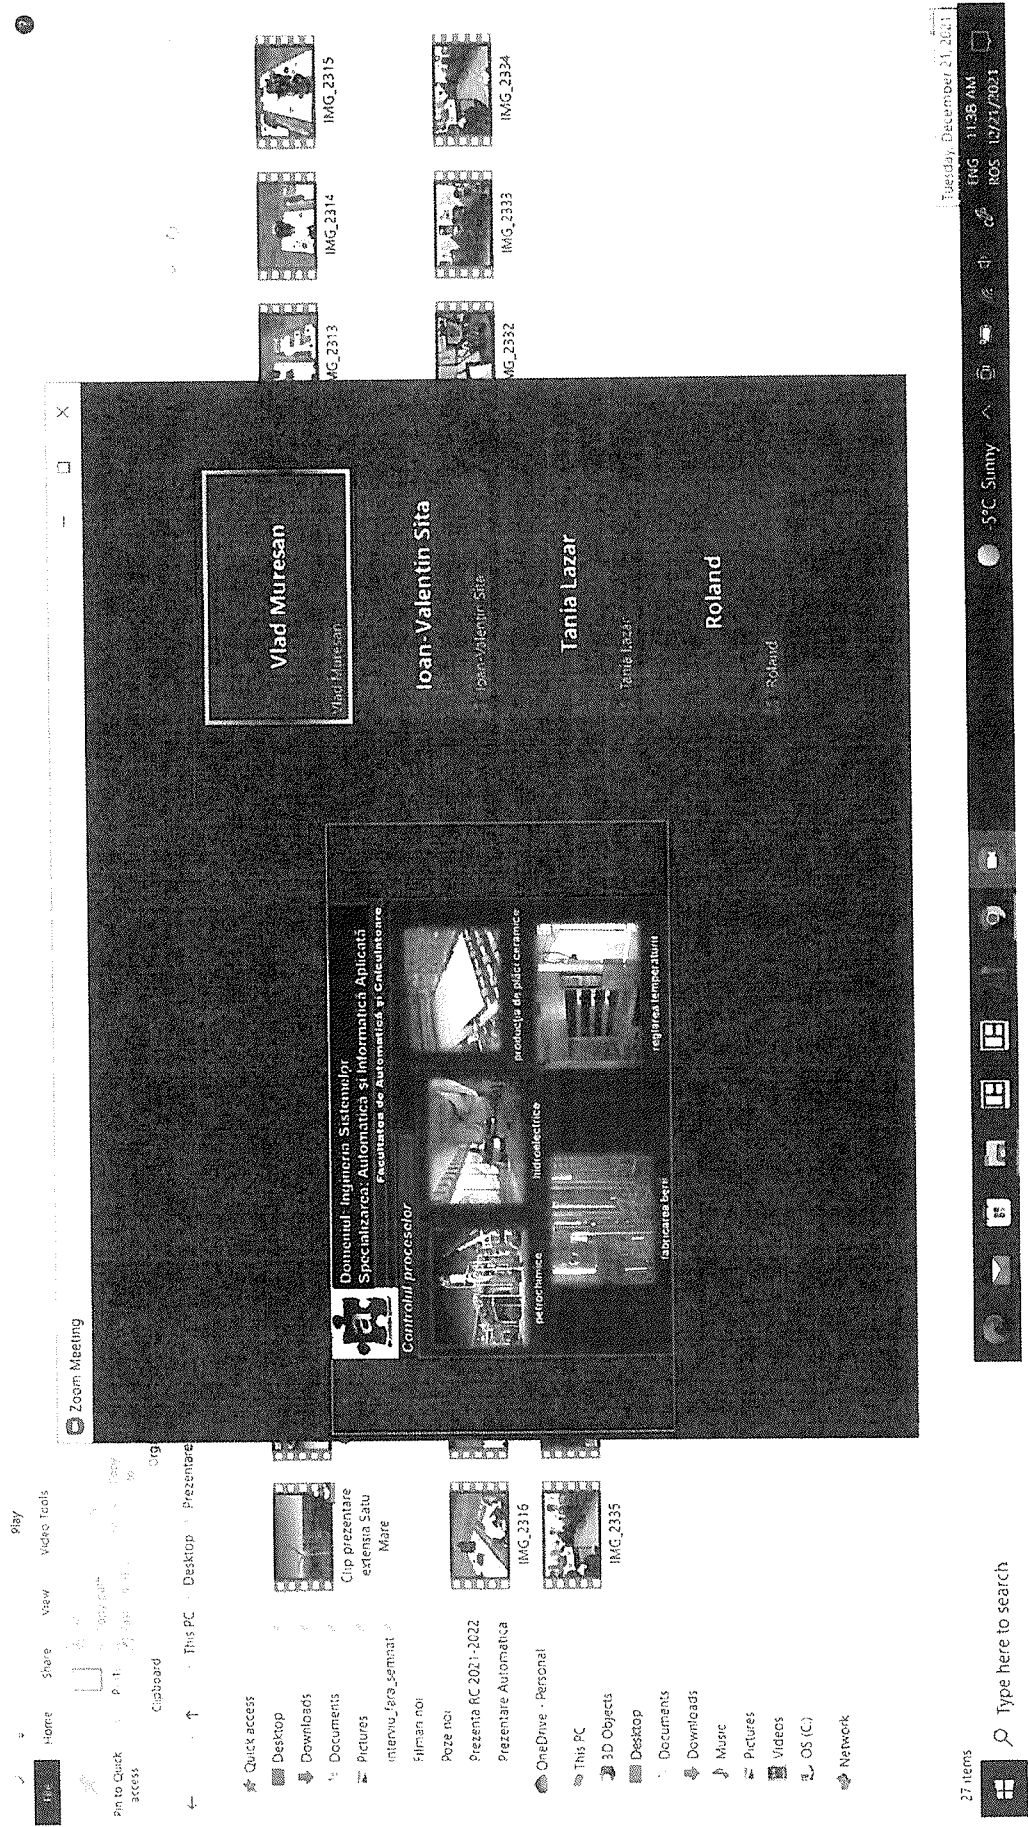 Play
File
Home
Share
View
Video Tools
Pin to Quick
access
Clipboard
This PC
Desktop
Prezentare
Quick access
Desktop
Downloads
Documents
Pictures
interviu_fara_semnat
Filmari noi
Poze noi
Prezenta RC 2021-2022
Prezentare Automatica
OneDrive - Personal
This PC
3D Objects
Desktop
Documents
Downloads
Music
Pictures
Videos
OS (C:)
Network
27 items
Clip prezentare
extensia Satu
Mare
IMG_2316
IMG_2335
MG_2313
IMG_2314
IMG_2315
MG_2332
IMG_2333
IMG_2334
Zoom Meeting
Domeniul: Ingineria Sistemelor
Specializarea: Automatică și Informatică Aplicată
Facultatea de Automatică și Calculatoare
a
Controlul proceselor
petrochimice
hidroelectrice
producția de plăci ceramice
fabricarea berii
reglarea temperaturii
Vlad Muresan
Vlad Muresan
Ioan-Valentin Sita
Ioan-Valentin Sita
Tania Lazar
Tania Lazar
Roland
Roland
Tuesday, December 21, 2021
Type here to search
-5°C Sunny
ENG
11:38 AM
ROS
12/21/2021